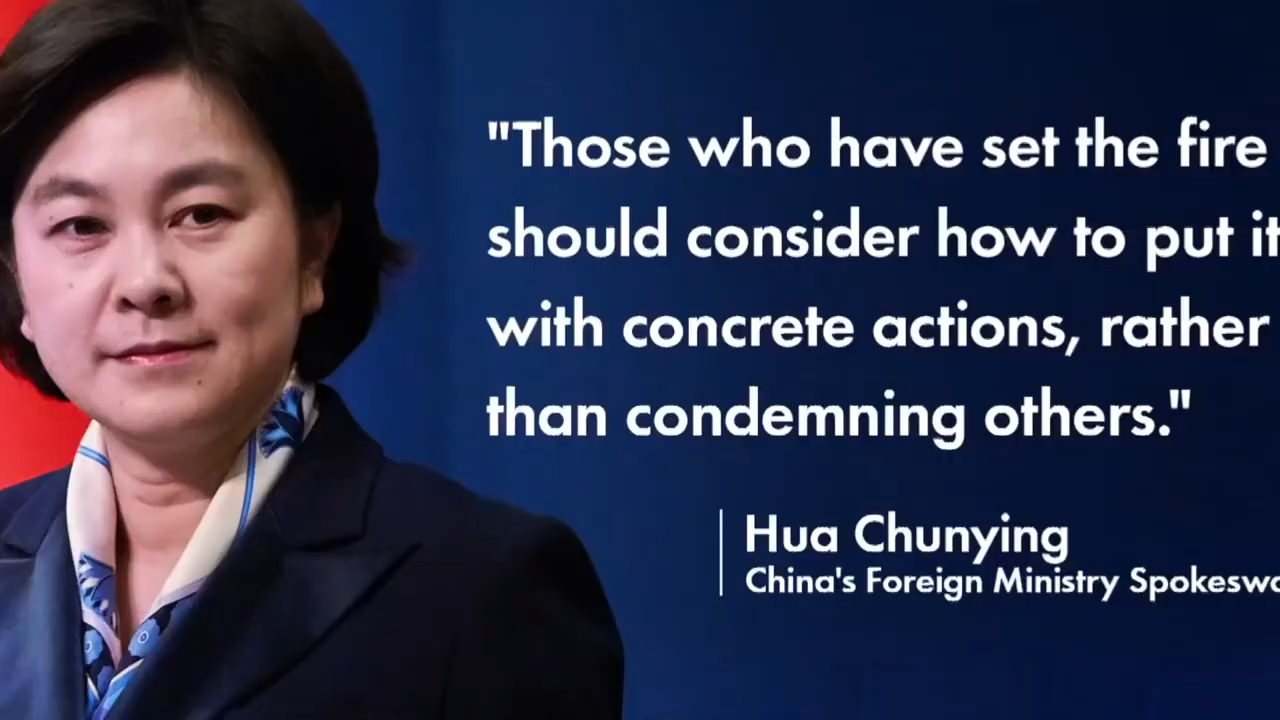 "Those who have set the fire
should consider how to put it
with concrete actions, rather
than condemning others."
Hua Chunying
China's Foreign Ministry